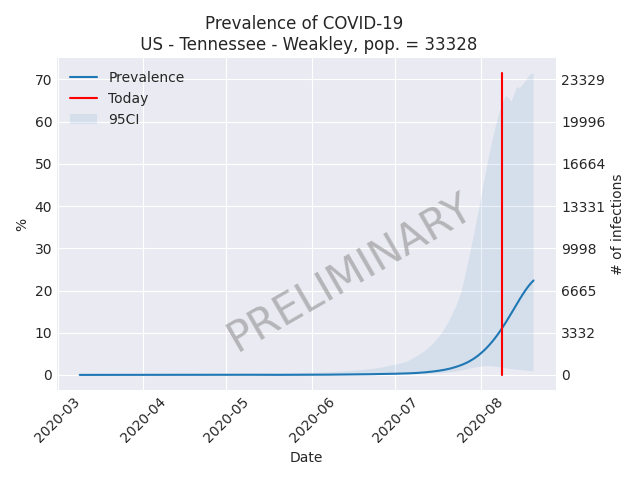 Prevalence of COVID-19
US - Tennessee - Weakley, pop. = 33328
Prevalence
Today
95CI
70
60
50
40
30
20
10
0
%
23329
19996
16664
13331
9998
6665
3332
0
# of infections
PRELIMINARY
2020-03
2020-04
2020-05
2020-06
2020-07
2020-08
Date